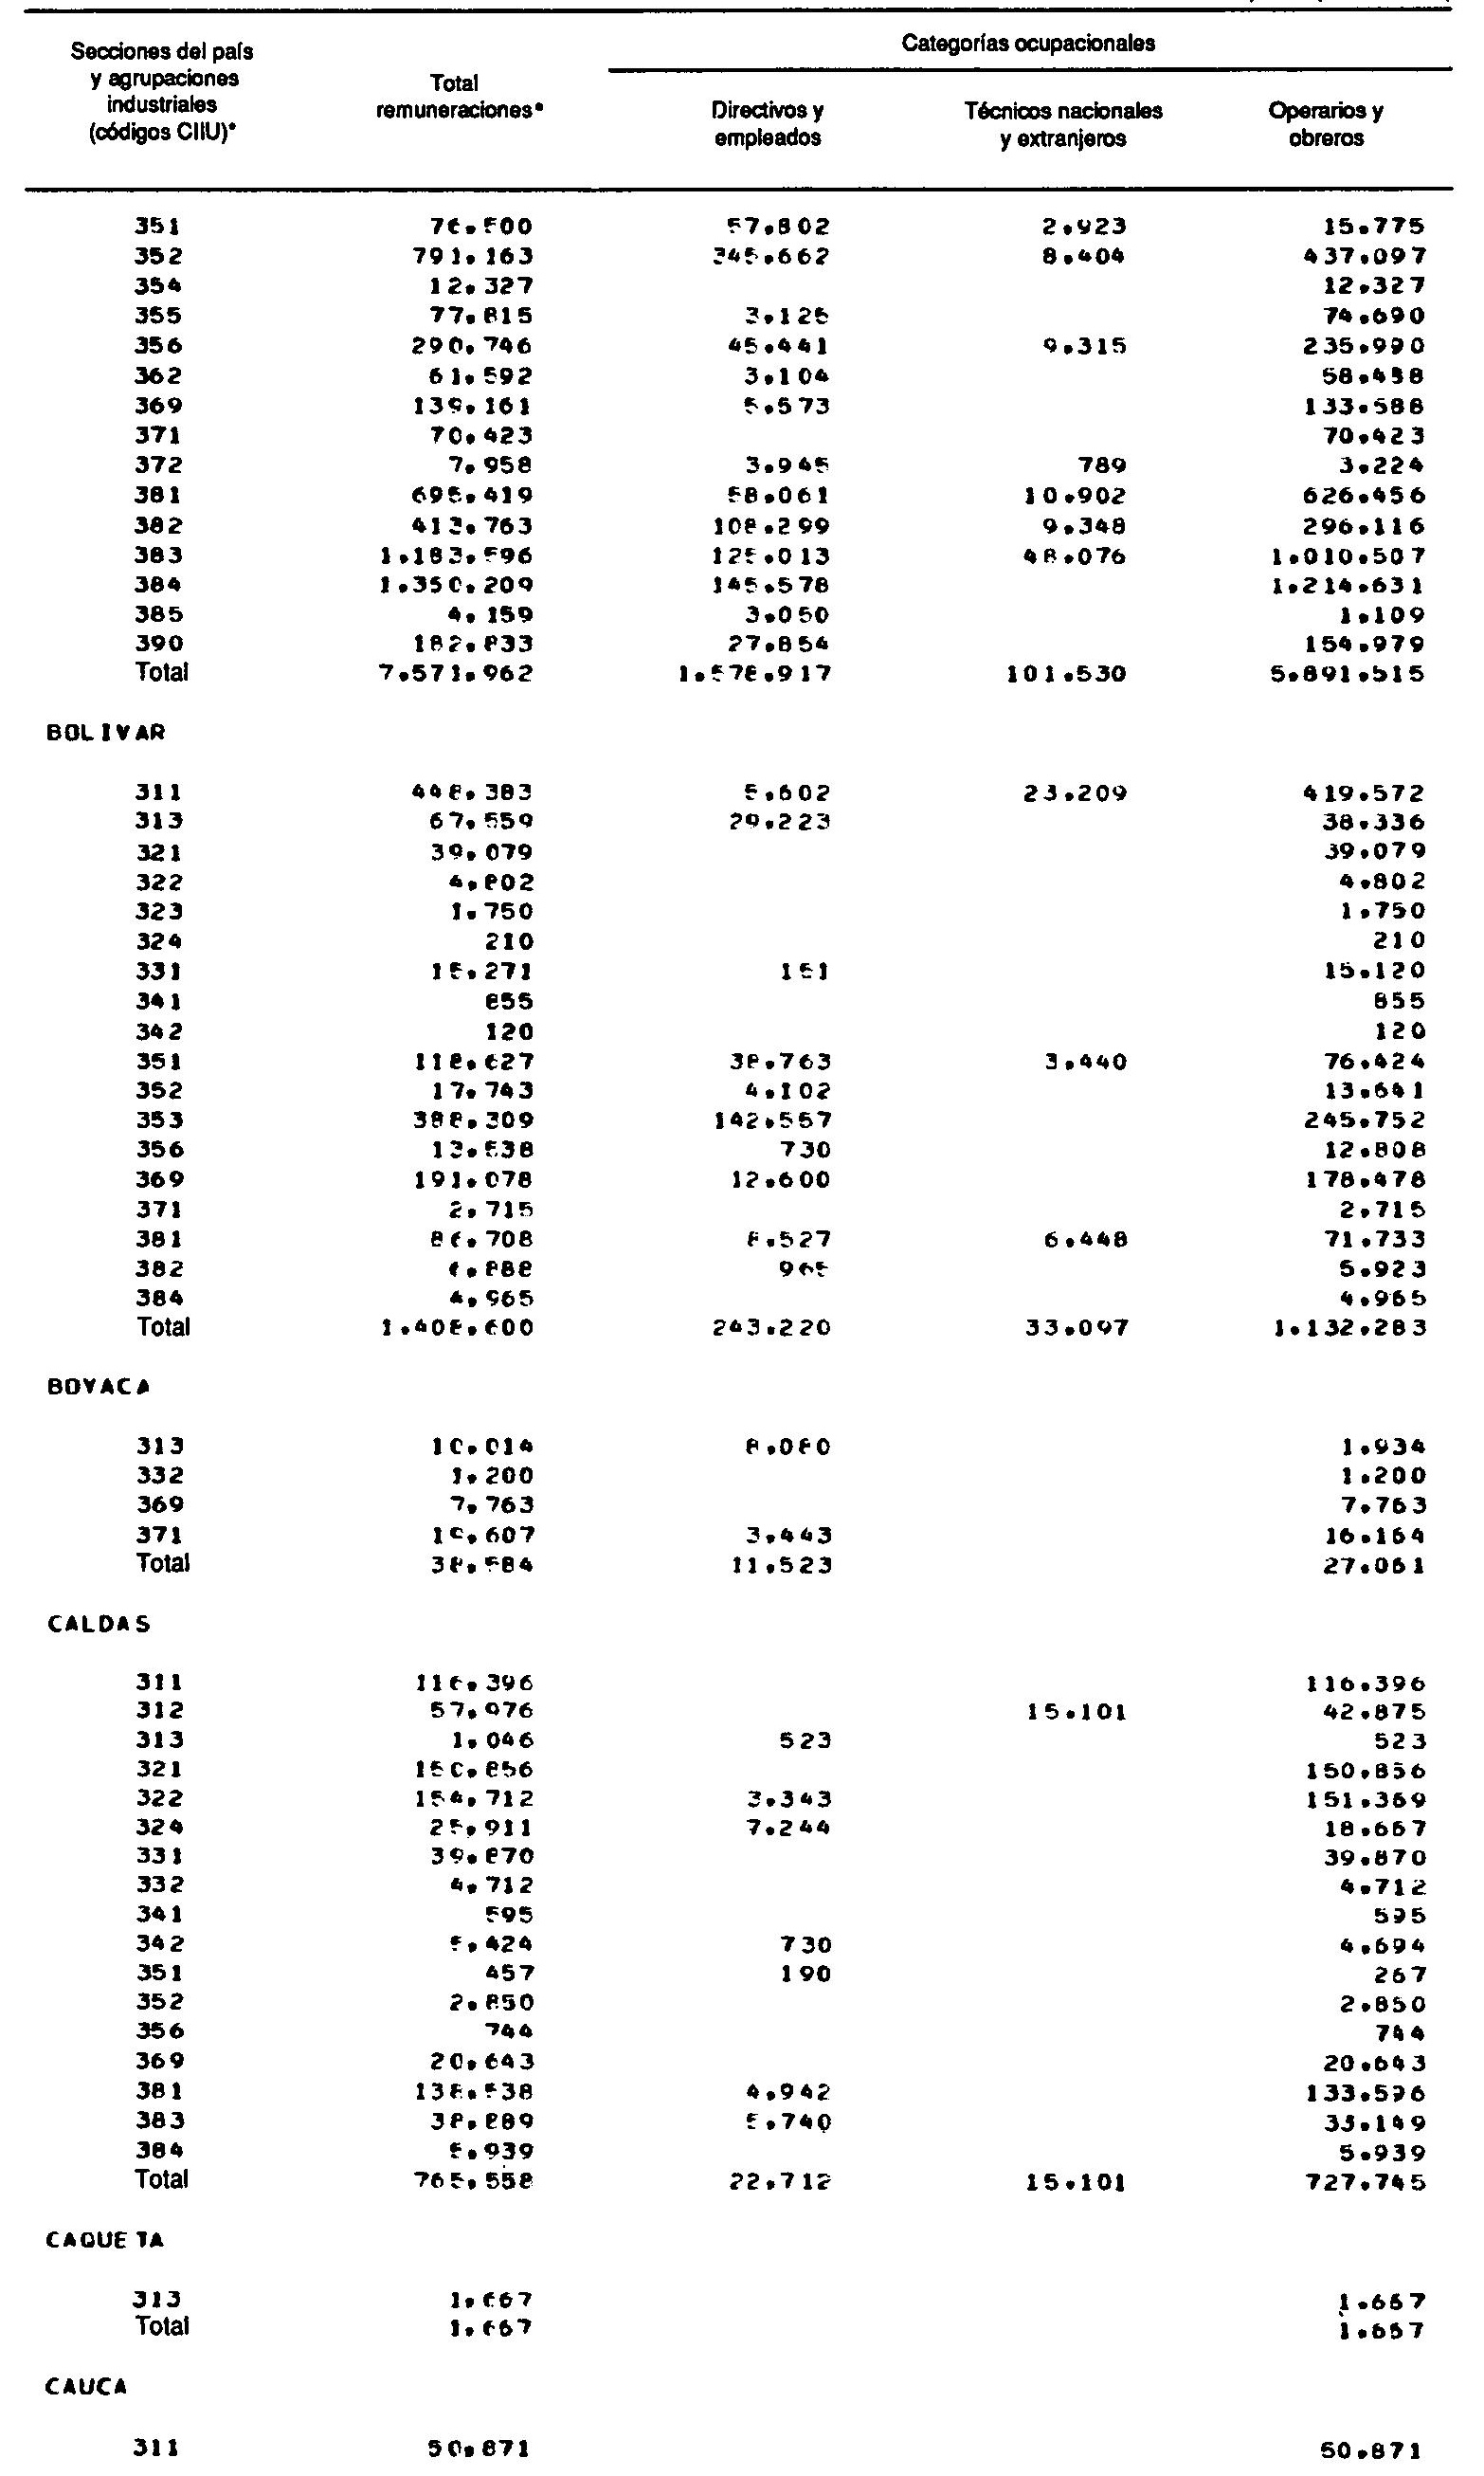 Secciones del país
y agrupaciones
industriales
(códigos CIIU)*
Total
remuneraciones*
Categorías ocupacionales
Directivos y
empleados
Técnicos nacionales
y extranjeros
Operarios y
obreros
351 76.500 57.802 2.923 15.775
352 791.163 345.662 8.404 437.097
354 12.327 12.327
355 77.815 3.125 74.690
356 290.746 45.441 9.315 235.990
362 61.592 3.104 58.488
369 139.161 5.573 133.588
371 70.423 70.423
372 7.958 3.945 789 3.224
381 695.419 58.061 10.902 626.456
382 413.763 108.299 9.348 296.116
383 1.183.596 125.013 48.076 1.010.507
384 1.350.209 145.578 1.214.631
385 4.159 3.050 1.109
390 182.833 27.854 154.979
Total 7.571.962 1.578.917 101.530 5.891.515
BOLIVAR
311 448.383 5.602 23.209 419.572
313 67.559 29.223 38.336
321 39.079 39.079
322 4.802 4.802
323 1.750 1.750
324 210 210
331 15.271 151 15.120
341 855 855
342 120 120
351 118.627 38.763 3.440 76.424
352 17.743 4.102 13.641
353 388.309 142.557 245.752
356 13.538 730 12.808
369 191.078 12.600 178.478
371 2.715 2.715
381 86.708 8.527 6.448 71.733
382 6.888 965 5.923
384 4.965 4.965
Total 1.408.600 243.220 33.097 1.132.283
BOYACA
313 10.014 8.080 1.934
332 1.200 1.200
369 7.763 7.763
371 19.607 3.443 16.164
Total 38.584 11.523 27.061
CALDAS
311 116.396 116.396
312 57.976 15.101 42.875
313 1.046 523 523
321 150.856 150.856
322 154.712 3.343 151.369
324 25.911 7.244 18.667
331 39.870 39.870
332 4.712 4.712
341 595 595
342 5.424 730 4.694
351 457 190 267
352 2.850 2.850
356 744 744
369 20.643 20.643
381 138.538 4.942 133.596
383 38.889 5.740 33.149
384 5.939 5.939
Total 765.558 22.712 15.101 727.745
CAQUETA
313 1.667 1.667
Total 1.667 1.667
CAUCA
311 50.871 50.871